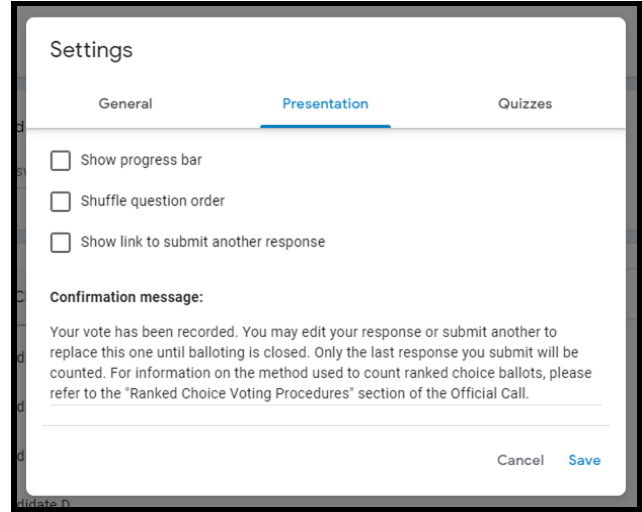 Settings
General Presentation Quizzes
Show progress bar
Shuffle question order
Show link to submit another response
Confirmation message:
Your vote has been recorded. You may edit your response or submit another to
replace this one until balloting is closed. Only the last response you submit will be
counted. For information on the method used to count ranked choice ballots, please
refer to the "Ranked Choice Voting Procedures" section of the Official Call.
Cancel Save